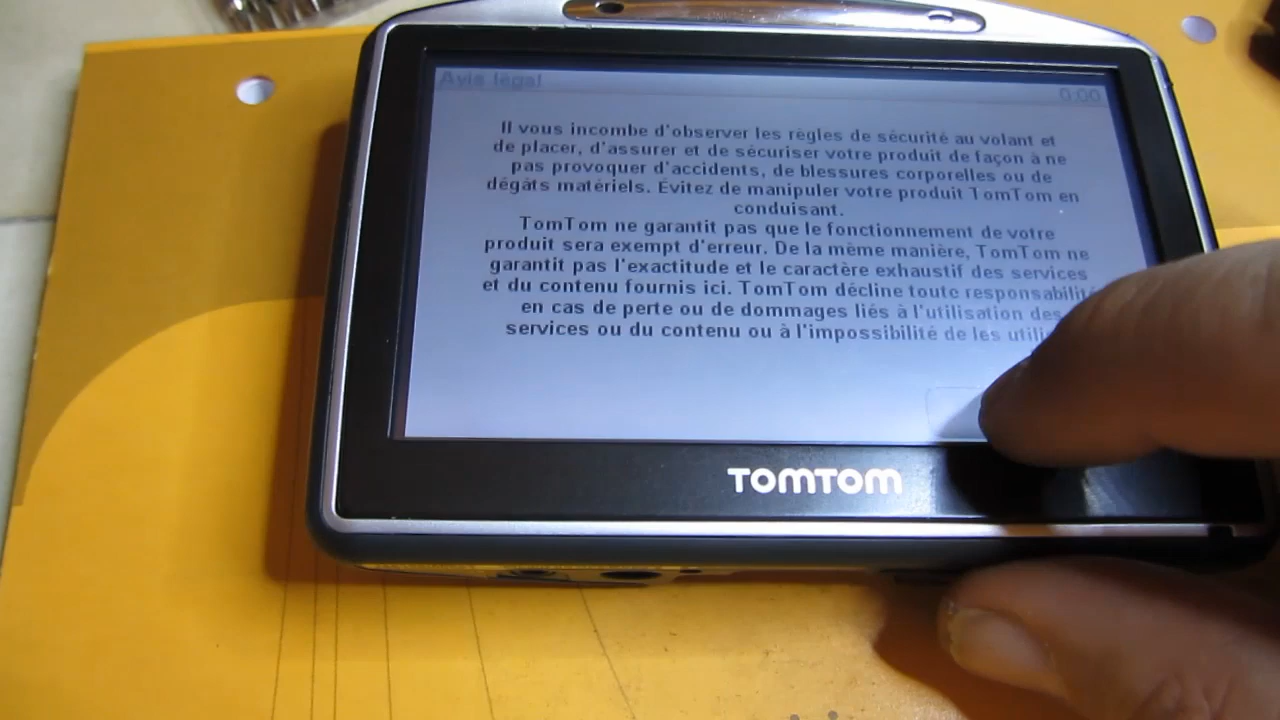 Avis légal
0:00
Il vous incombe d'observer les règles de sécurité au volant et
de placer, d'assurer et de sécuriser votre produit de façon à ne
pas provoquer d'accidents, de blessures corporelles ou de
dégâts matériels. Évitez de manipuler votre produit TomTom en
conduisant.
TomTom ne garantit pas que le fonctionnement de votre
produit sera exempt d'erreur. De la même manière, TomTom ne
garantit pas l'exactitude et le caractère exhaustif des services
et du contenu fournis ici. TomTom décline toute responsabilité
en cas de perte ou de dommages liés à l'utilisation des
services ou du contenu ou à l'impossibilité de les
TOMTOM